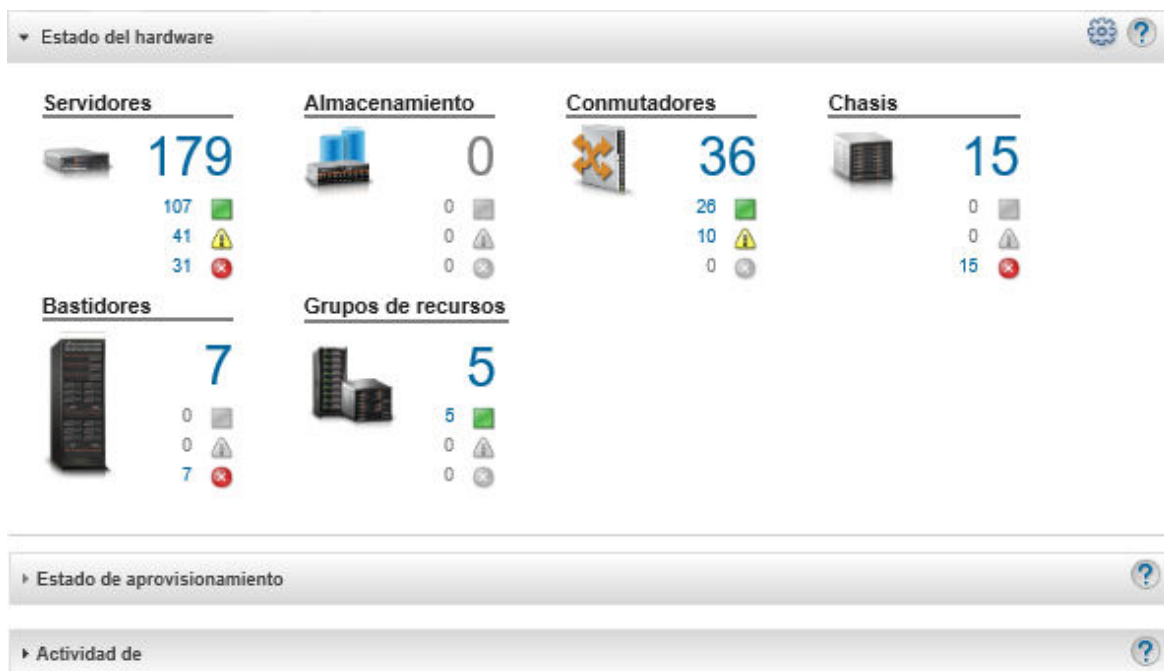 Estado del hardware
Servidores
179
107
41
31
Almacenamiento
0
0
0
0
Conmutadores
36
26
10
0
Chasis
15
0
0
15
Bastidores
7
0
0
7
Grupos de recursos
5
5
0
0
Estado de aprovisionamiento
Actividad de